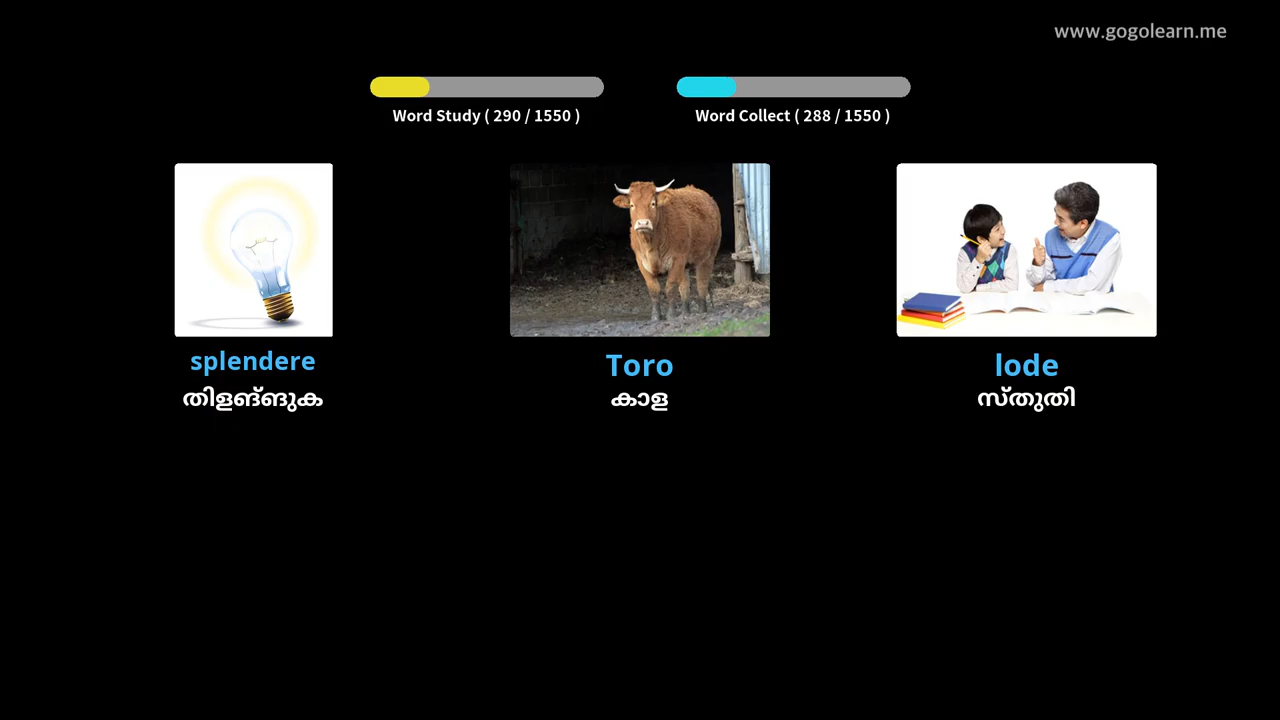 www.gogolearn.me
Word Study ( 290 / 1550 )
Word Collect ( 288 / 1550 )
splendere
തിളങ്ങുക
Toro
കാള
lode
സ്തുതി